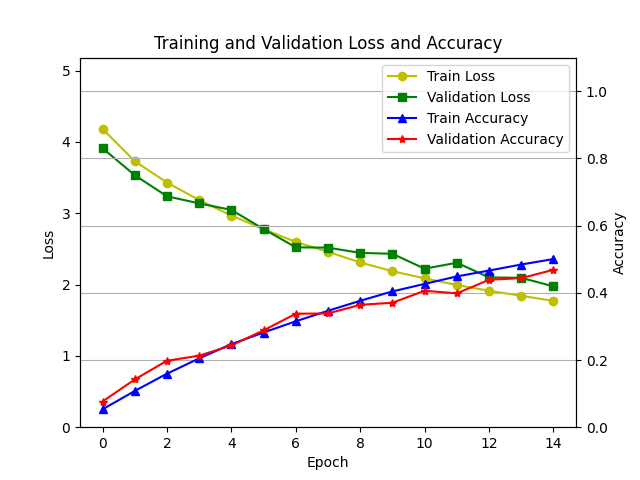 Training and Validation Loss and Accuracy
Train Loss
Validation Loss
Train Accuracy
Validation Accuracy
Loss
5
4
3
2
1
0
Accuracy
1.0
0.8
0.6
0.4
0.2
0.0
0 2 4 6 8 10 12 14
Epoch